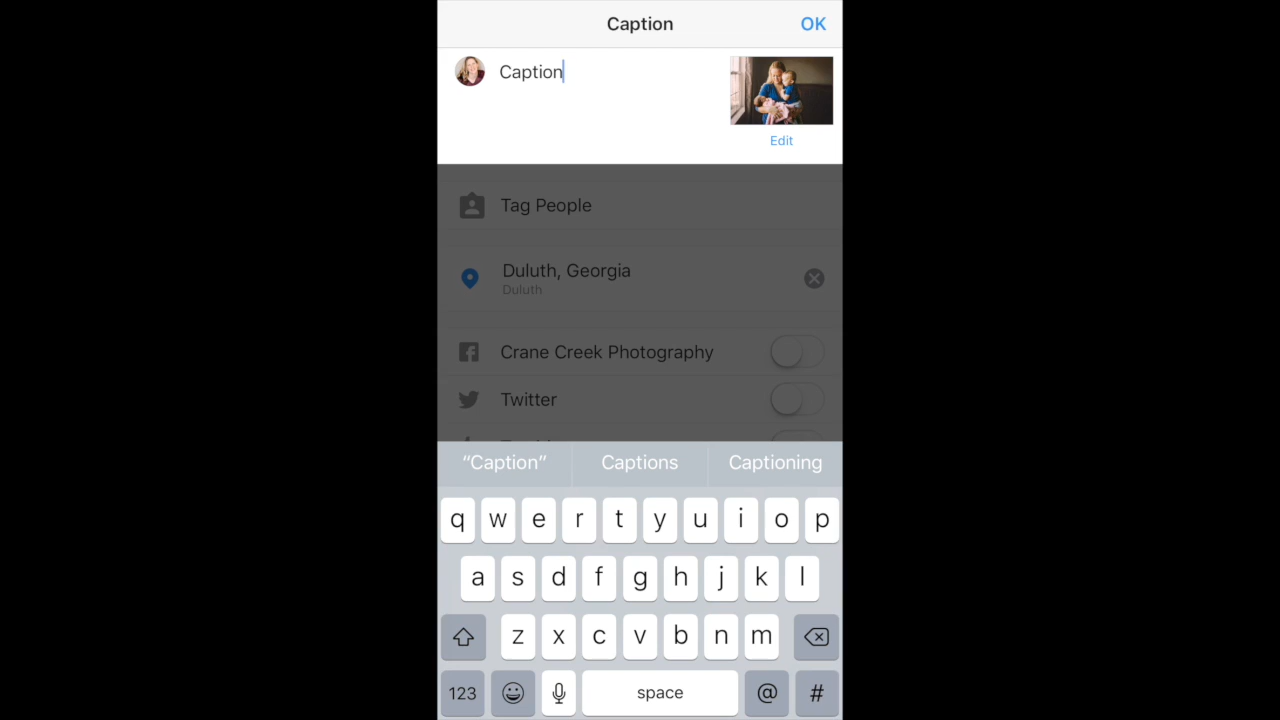 Caption
OK
Caption
Edit
Tag People
Duluth, Georgia
Duluth
Crane Creek Photography
Twitter
“Caption” Captions Captioning
q w e r t y u i o p
a s d f g h j k l
z x c v b n m
123 space @ #